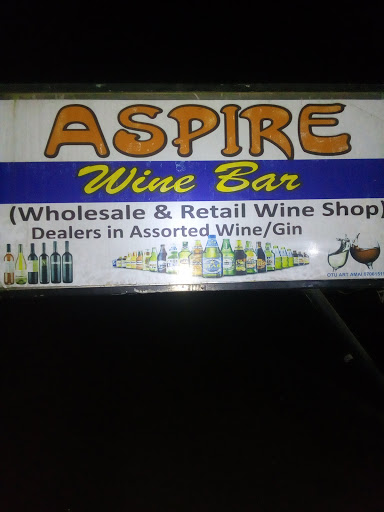 ASPIRE
Wine Bar
(Wholesale & Retail Wine Shop)
Dealers in Assorted Wine/Gin